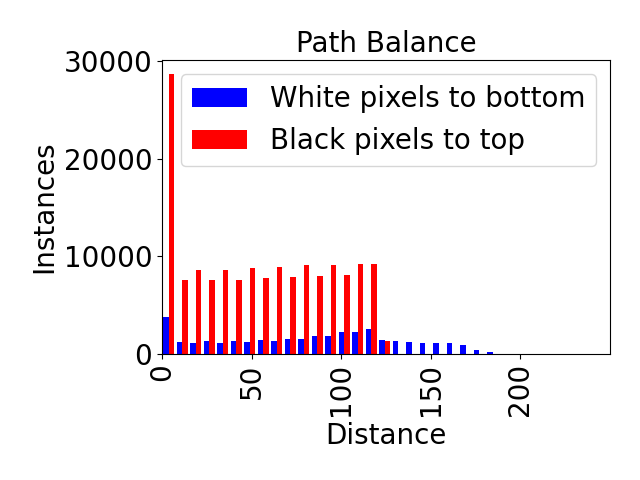 Path Balance
30000
20000
10000
0
Instances
White pixels to bottom
Black pixels to top
0
50
100
150
200
Distance